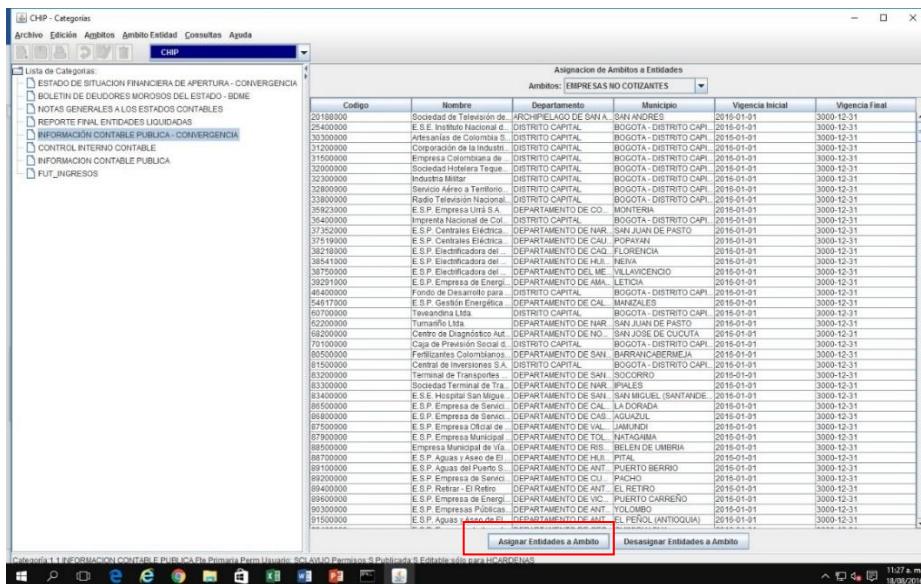 CHIP - Categorias
Archivo Edición Ambitos Ambito Entidad Consultas Ayuda
CHIP
Lista de Categorias:
ESTADO DE SITUACION FINANCIERA DE APERTURA - CONVERGENCIA
BOLETIN DE DEUDORES MOROSOS DEL ESTADO - BDME
NOTAS GENERALES A LOS ESTADOS CONTABLES
REPORTE FINAL ENTIDADES LIQUIDADAS
INFORMACIÓN CONTABLE PUBLICA - CONVERGENCIA
CONTROL INTERNO CONTABLE
INFORMACION CONTABLE PUBLICA
FUT_INGRESOS
Asignacion de Ambitos a Entidades
Ambitos: EMPRESAS NO COTIZANTES
Codigo Nombre Departamento Municipio Vigencia Inicial Vigencia Final
20188000 Sociedad de Televisión de... ARCHIPIELAGO DE SAN A... SAN ANDRES 2016-01-01 3000-12-31
25400000 E.S.E. Instituto Nacional d... DISTRITO CAPITAL BOGOTA - DISTRITO CAPI... 2016-01-01 3000-12-31
30300000 Artesanías de Colombia S... DISTRITO CAPITAL BOGOTA - DISTRITO CAPI... 2016-01-01 3000-12-31
31200000 Corporación de la Industri... DISTRITO CAPITAL BOGOTA - DISTRITO CAPI... 2016-01-01 3000-12-31
31500000 Empresa Colombiana de ... DISTRITO CAPITAL BOGOTA - DISTRITO CAPI... 2016-01-01 3000-12-31
32000000 Sociedad Hotelera Teque... DISTRITO CAPITAL BOGOTA - DISTRITO CAPI... 2016-01-01 3000-12-31
32300000 Industria Militar DISTRITO CAPITAL BOGOTA - DISTRITO CAPI... 2016-01-01 3000-12-31
32800000 Servicio Aéreo a Territorio... DISTRITO CAPITAL BOGOTA - DISTRITO CAPI... 2016-01-01 3000-12-31
33800000 Radio Televisión Nacional... DISTRITO CAPITAL BOGOTA - DISTRITO CAPI... 2016-01-01 3000-12-31
35923000 E.S.P. Empresa Urrá S.A. DEPARTAMENTO DE CO... MONTERIA 2016-01-01 3000-12-31
36400000 Imprenta Nacional de Col... DISTRITO CAPITAL BOGOTA - DISTRITO CAPI... 2016-01-01 3000-12-31
37352000 E.S.P. Centrales Eléctrica... DEPARTAMENTO DE NAR... SAN JUAN DE PASTO 2016-01-01 3000-12-31
37519000 E.S.P. Centrales Eléctrica... DEPARTAMENTO DE CAU... POPAYAN 2016-01-01 3000-12-31
38218000 E.S.P. Electrificadora del ... DEPARTAMENTO DE CAQ... FLORENCIA 2016-01-01 3000-12-31
38541000 E.S.P. Electrificadora del ... DEPARTAMENTO DE HUI... NEIVA 2016-01-01 3000-12-31
38750000 E.S.P. Electrificadora del ... DEPARTAMENTO DEL ME... VILLAVICENCIO 2016-01-01 3000-12-31
39291000 E.S.P. Empresa de Energí... DEPARTAMENTO DE AMA... LETICIA 2016-01-01 3000-12-31
46400000 Fondo de Desarrollo para ... DISTRITO CAPITAL BOGOTA - DISTRITO CAPI... 2016-01-01 3000-12-31
54617000 E.S.P. Gestión Energética ... DEPARTAMENTO DE CAL... MANIZALES 2016-01-01 3000-12-31
60700000 Teveandina Ltda. DISTRITO CAPITAL BOGOTA - DISTRITO CAPI... 2016-01-01 3000-12-31
62200000 Turnariño Ltda. DEPARTAMENTO DE NAR... SAN JUAN DE PASTO 2016-01-01 3000-12-31
68200000 Centro de Diagnóstico Aut... DEPARTAMENTO DE NO... SAN JOSE DE CUCUTA 2016-01-01 3000-12-31
70100000 Caja de Previsión Social d... DISTRITO CAPITAL BOGOTA - DISTRITO CAPI... 2016-01-01 3000-12-31
80500000 Fertilizantes Colombianos... DEPARTAMENTO DE SAN... BARRANCABERMEJA 2016-01-01 3000-12-31
81500000 Central de Inversiones S.A. DISTRITO CAPITAL BOGOTA - DISTRITO CAPI... 2016-01-01 3000-12-31
83200000 Terminal de Transportes ... DEPARTAMENTO DE SAN... SOCORRO 2016-01-01 3000-12-31
83300000 Sociedad Terminal de Tra... DEPARTAMENTO DE NAR... IPIALES 2016-01-01 3000-12-31
83400000 E.S.E. Hospital San Migue... DEPARTAMENTO DE SAN... SAN MIGUEL (SANTANDE... 2016-01-01 3000-12-31
86500000 E.S.P. Empresa de Servici... DEPARTAMENTO DE CAL... LA DORADA 2016-01-01 3000-12-31
86800000 E.S.P. Empresa de Servici... DEPARTAMENTO DE CAS... AGUAZUL 2016-01-01 3000-12-31
87500000 E.S.P. Empresa Oficial de ... DEPARTAMENTO DE VAL... JAMUNDI 2016-01-01 3000-12-31
87900000 E.S.P. Empresa Municipal ... DEPARTAMENTO DE TOL... NATAGAIMA 2016-01-01 3000-12-31
88500000 Empresa Municipal de Vía... DEPARTAMENTO DE RIS... BELEN DE UMBRIA 2016-01-01 3000-12-31
88700000 E.S.P. Aguas y Aseo de El ... DEPARTAMENTO DE HUI... PITAL 2016-01-01 3000-12-31
89100000 E.S.P. Aguas del Puerto S... DEPARTAMENTO DE ANT... PUERTO BERRIO 2016-01-01 3000-12-31
89200000 E.S.P. Empresa de Servici... DEPARTAMENTO DE CU... PACHO 2016-01-01 3000-12-31
89400000 E.S.P. Retirar - El Retiro DEPARTAMENTO DE ANT... EL RETIRO 2016-01-01 3000-12-31
89600000 E.S.P. Empresa de Energí... DEPARTAMENTO DE VIC... PUERTO CARREÑO 2016-01-01 3000-12-31
90300000 E.S.P. Empresas Públicas... DEPARTAMENTO DE ANT... YOLOMBO 2016-01-01 3000-12-31
91500000 E.S.P. Aguas y Aseo de El... DEPARTAMENTO DE ANT... EL PEÑOL (ANTIOQUIA) 2016-01-01 3000-12-31
Asignar Entidades a Ambito Desasignar Entidades a Ambito
Categoría 1.1 INFORMACION CONTABLE PUBLICA.Fte Primaria Perm Usuario: SCLAVIJO Permisos:S Publicada:S Editable:sólo para HCARDENAS
11:27 a. m.